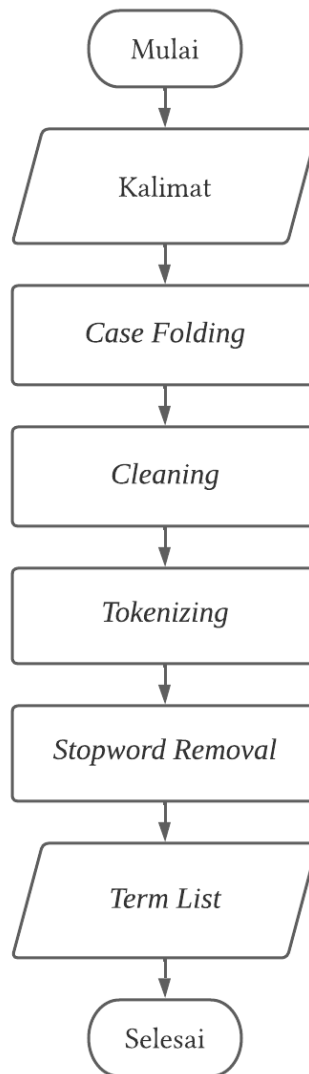 Mulai
Kalimat
Case Folding
Cleaning
Tokenizing
Stopword Removal
Term List
Selesai